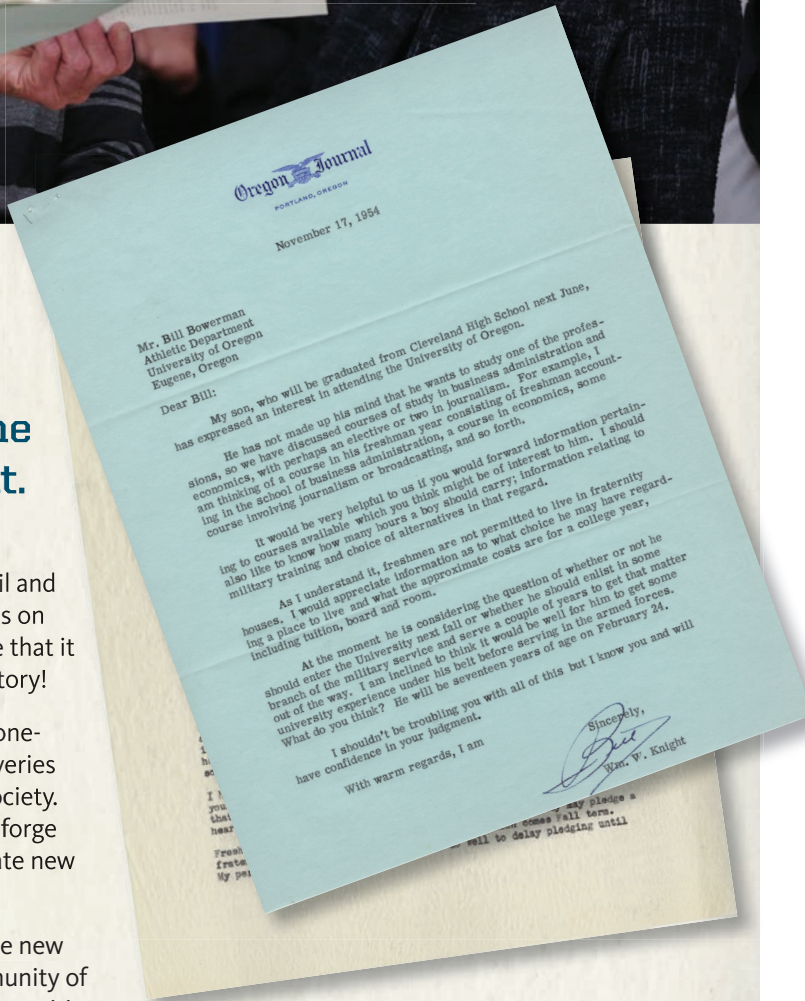 Oregon Journal
PORTLAND, OREGON
November 17, 1954
Mr. Bill Bowerman
Athletic Department
University of Oregon
Eugene, Oregon
Dear Bill:
My son, who will be graduated from Cleveland High School next June,
has expressed an interest in attending the University of Oregon.
He has not made up his mind that he wants to study one of the profes-
sions, so we have discussed courses of study in business administration and
economics, with perhaps an elective or two in journalism. For example, I
am thinking of a course in his freshman year consisting of freshman account-
ing in the school of business administration, a course in economics, some
course involving journalism or broadcasting, and so forth.
It would be very helpful to us if you would forward information pertain-
ing to courses available which you think might be of interest to him. I should
also like to know how many hours a boy should carry; information relating to
military training and choice of alternatives in that regard.
As I understand it, freshmen are not permitted to live in fraternity
houses. I would appreciate information as to what choice he may have regard-
ing a place to live and what the approximate costs are for a college year,
including tuition, board and room.
At the moment he is considering the question of whether or not he
should enter the University next fall or whether he should enlist in some
branch of the military service and serve a couple of years to get that matter
out of the way. I am inclined to think it would be well for him to get some
university experience under his belt before serving in the armed forces.
What do you think? He will be seventeen years of age on February 24.
I shouldn't be troubling you with all of this but I know you and will
have confidence in your judgment.
With warm regards, I am
Sincerely,
Bill
Wm. W. Knight
I
you
that
hear
may pledge a
comes Fall term.
Fresh
well to delay pledging until
frate
My pe
he
t.
il and
s on
e that it
tory!
one-
veries
ociety.
forge
ate new
e new
munity of